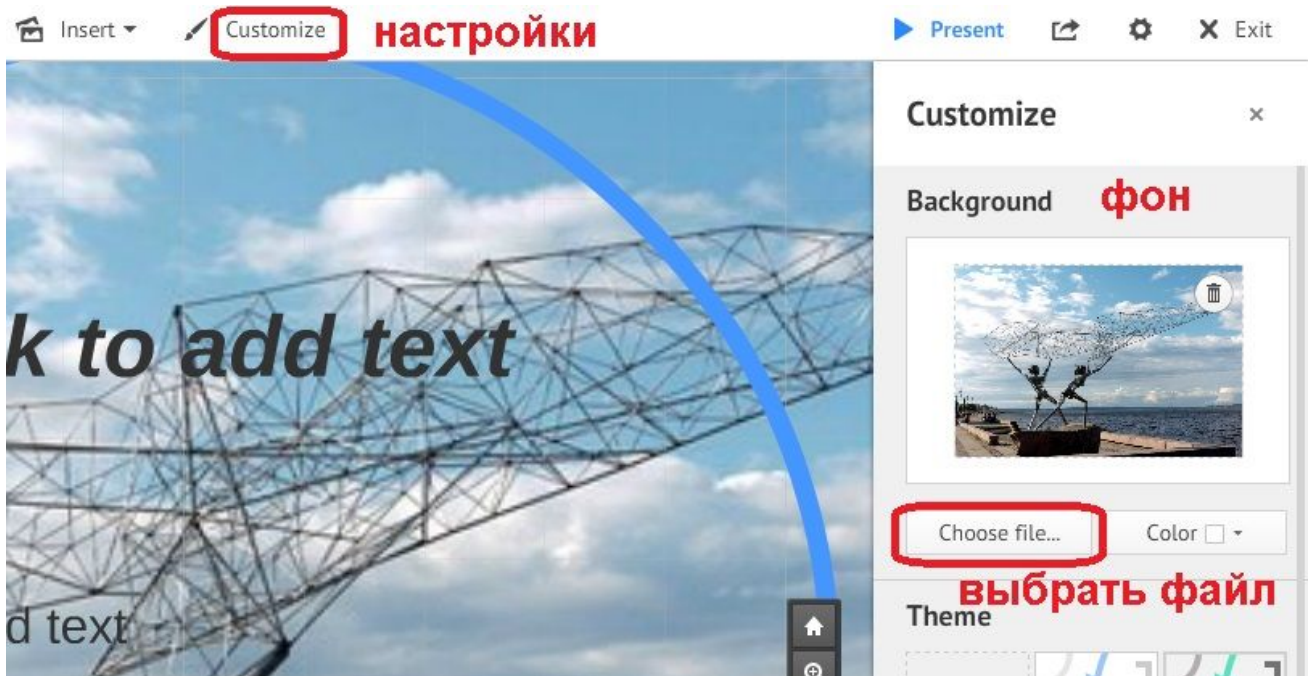 Insert
Customize
настройки
Present
Exit
Customize
×
Background
фон
k to add text
Choose file...
Color
выбрать файл
d text
Theme